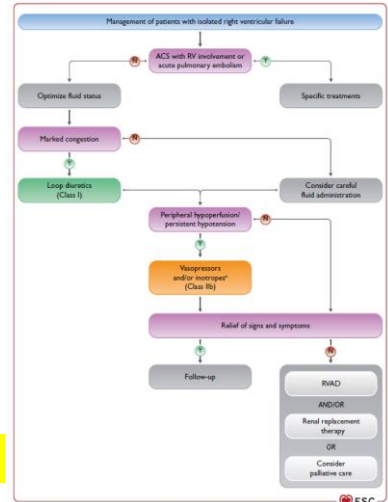 Management of patients with isolated right ventricular failure
ACS with RV involvement or
acute pulmonary embolism
N
Y
Optimize fluid status
Specific treatments
Marked congestion
N
Y
Loop diuretics
(Class I)
Consider careful
fluid administration
Peripheral hypoperfusion/
persistent hypotension
N
Y
Vasopressors
and/or inotropesᵃ
(Class IIb)
Relief of signs and symptoms
Y
N
Follow-up
RVAD
AND/OR
Renal replacement
therapy
OR
Consider
palliative care
ESC